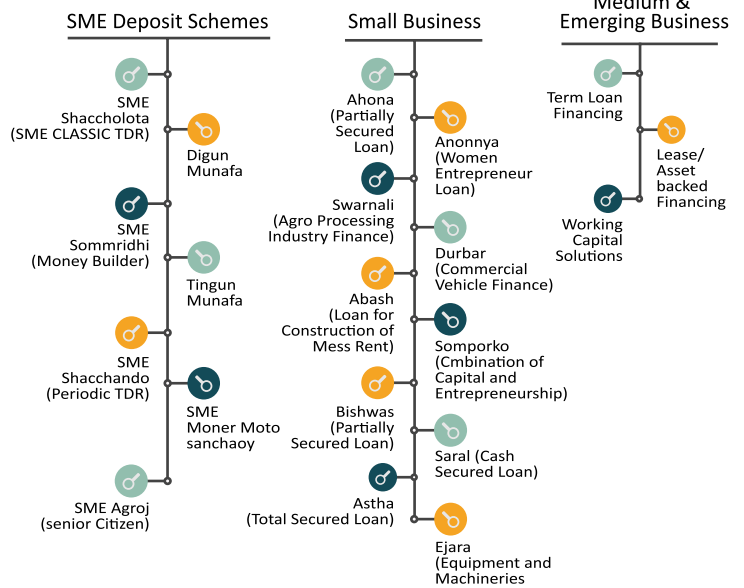 SME Deposit Schemes
SME
Shaccholota
(SME CLASSIC TDR)
Digun
Munafa
SME
Sommridhi
(Money Builder)
Tingun
Munafa
SME
Shacchando
(Periodic TDR)
SME
Moner Moto
sanchaoy
SME Agroj
(senior Citizen)
Small Business
Ahona
(Partially
Secured
Loan)
Anonnya
(Women
Entrepreneur
Loan)
Swarnali
(Agro Processing
Industry Finance)
Durbar
(Commercial
Vehicle Finance)
Abash
(Loan for
Construction of
Mess Rent)
Somporko
(Cmbination of
Capital and
Entrepreneurship)
Bishwas
(Partially
Secured Loan)
Saral (Cash
Secured Loan)
Astha
(Total Secured Loan)
Ejara
(Equipment and
Machineries
Medium &
Emerging Business
Term Loan
Financing
Lease/
Asset
backed
Financing
Working
Capital
Solutions